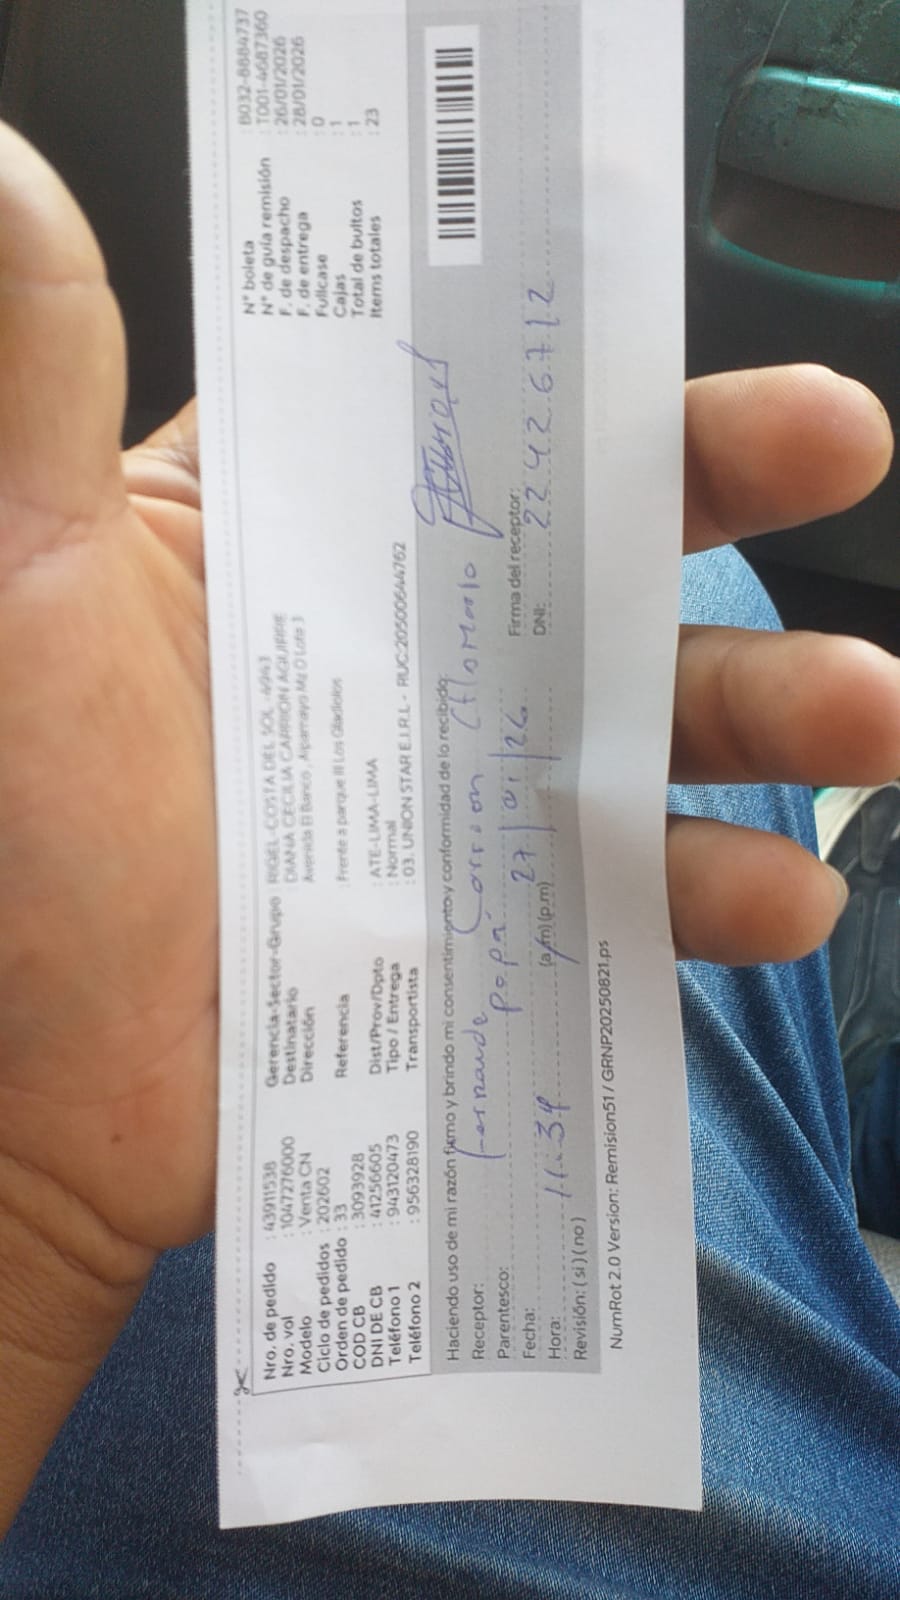 Nro. de pedido : 43911538
Nro. vol : 1047276000
Modelo : Venta CN
Ciclo de pedidos : 202602
Orden de pedido : 33
COD CB : 3093928
DNI DE CB : 41256605
Teléfono 1 : 943120473
Teléfono 2 : 956328190
Gerencia-Sector-Grupo RIGEL-COSTA DEL SOL-4943
Destinatario : DIANA CECILIA CARRION AGUIRRE
Dirección Avenida El Banco , Alparrayo Mz O Lote 3
Referencia : Frente a parque III Los Gladiolos
Dist/Prov/Dpto : ATE-LIMA-LIMA
Tipo / Entrega : Normal
Transportista : 03. UNION STAR E.I.R.L - RUC:20500644762
N° boleta : B032-8884737
N° de guía remisión : T001-4687360
F. de despacho : 26/01/2026
F. de entrega : 28/01/2026
Fullcase : 0
Cajas : 1
Total de bultos : 1
Items totales : 23
Haciendo uso de mi razón firmo y brindo mi consentimiento y conformidad de lo recibido:
Receptor: Carrion
Parentesco: papá
Firma del receptor:
Fecha: 27/01/26
DNI: 22426712
Hora: 11:34 (a.m) (p.m)
Revisión: ( si ) ( no )
NumRot 2.0 Version: Remision51 / GRNP20250821.ps